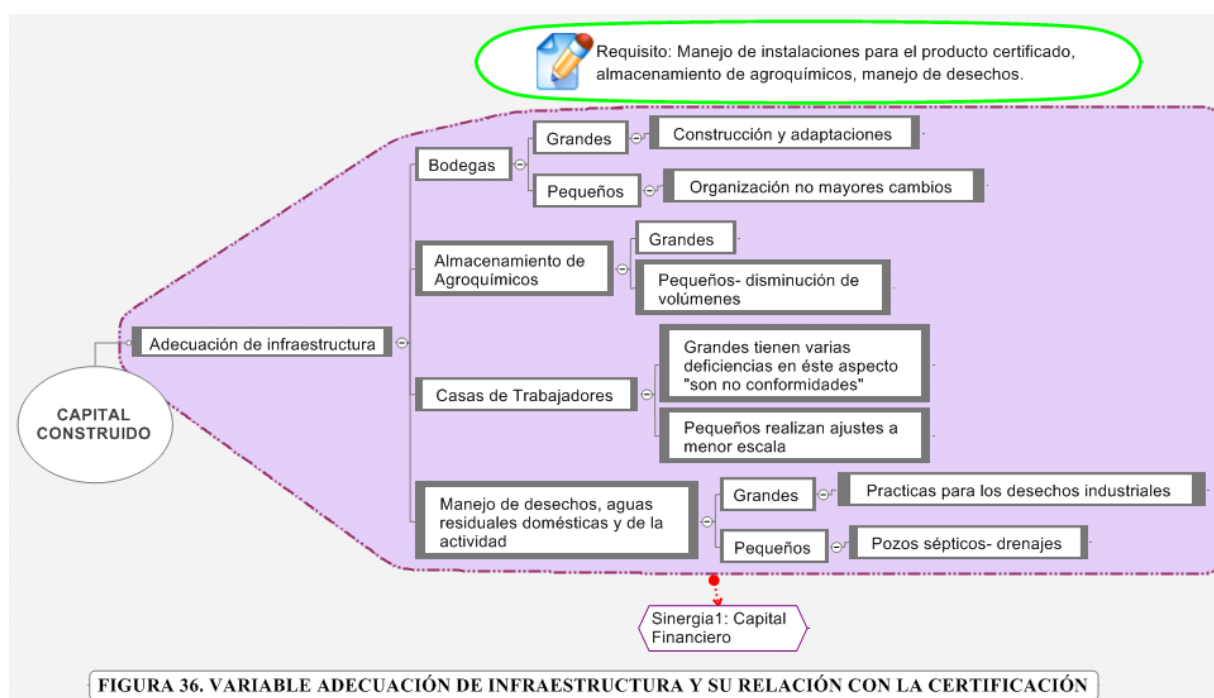 Requisito: Manejo de instalaciones para el producto certificado,
almacenamiento de agroquímicos, manejo de desechos.
CAPITAL
CONSTRUIDO
Adecuación de infraestructura
Bodegas
Grandes
Construcción y adaptaciones
Pequeños
Organización no mayores cambios
Almacenamiento de
Agroquímicos
Grandes
Pequeños- disminución de
volúmenes
Casas de Trabajadores
Grandes tienen varias
deficiencias en éste aspecto
"son no conformidades"
Pequeños realizan ajustes a
menor escala
Manejo de desechos, aguas
residuales domésticas y de la
actividad
Grandes
Practicas para los desechos industriales
Pequeños
Pozos sépticos- drenajes
Sinergia1: Capital
Financiero
FIGURA 36. VARIABLE ADECUACIÓN DE INFRAESTRUCTURA Y SU RELACIÓN CON LA CERTIFICACIÓN